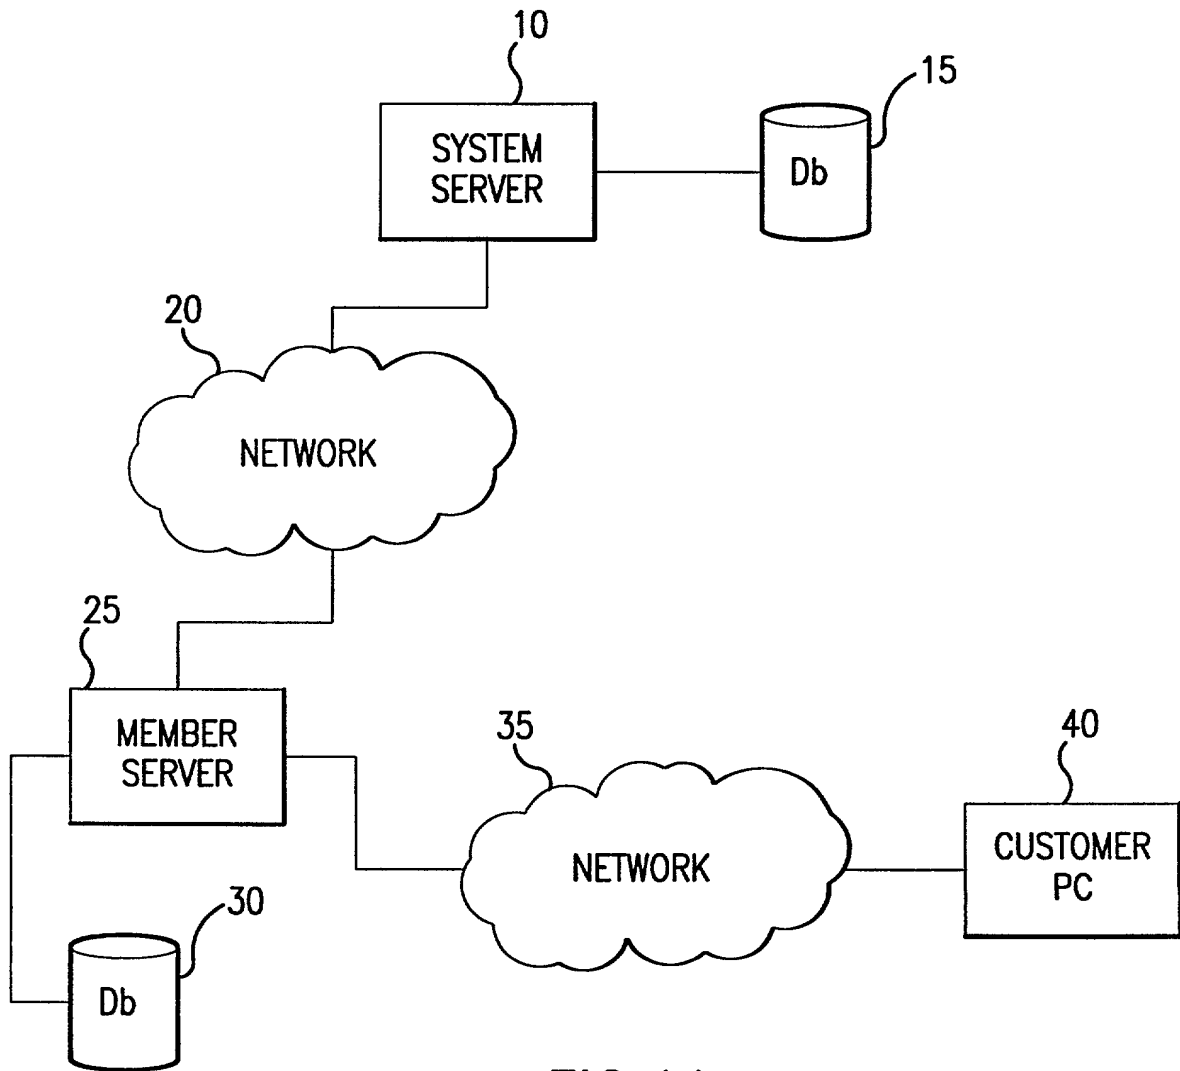 10
15
SYSTEM
SERVER
Db
20
NETWORK
25
MEMBER
SERVER
35
40
NETWORK
CUSTOMER
PC
30
Db